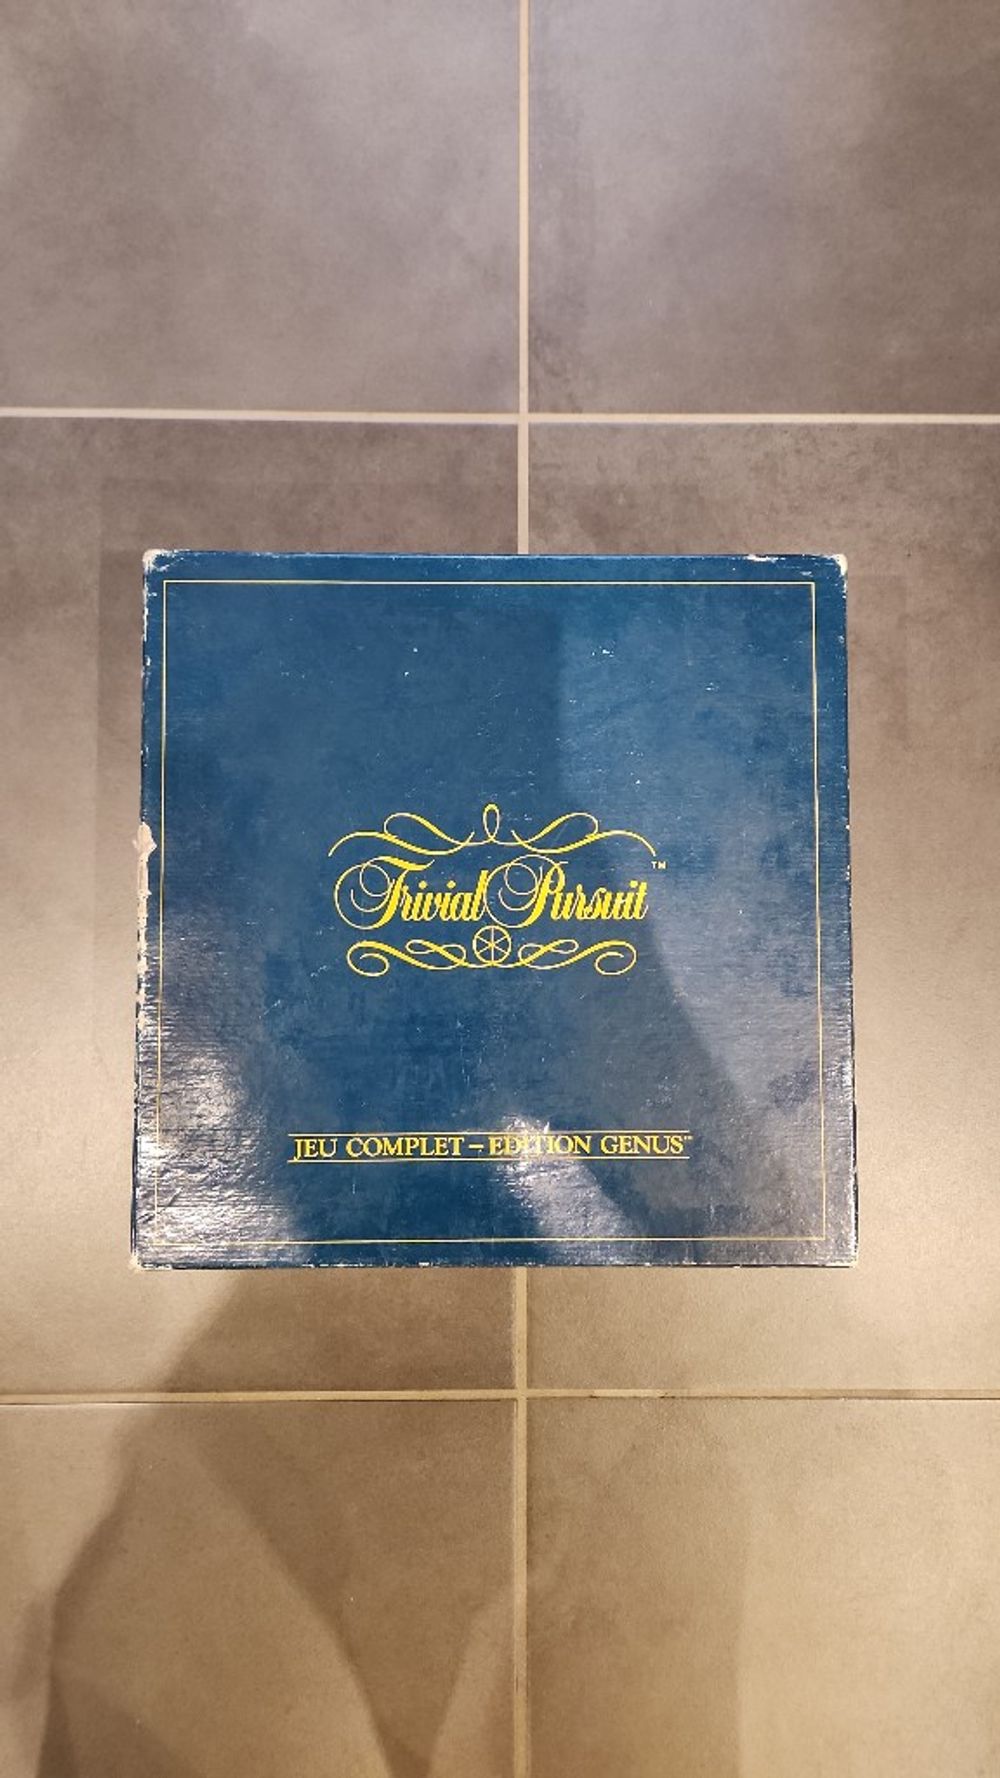 Trivial Pursuit™
JEU COMPLET – EDITION GENUS™